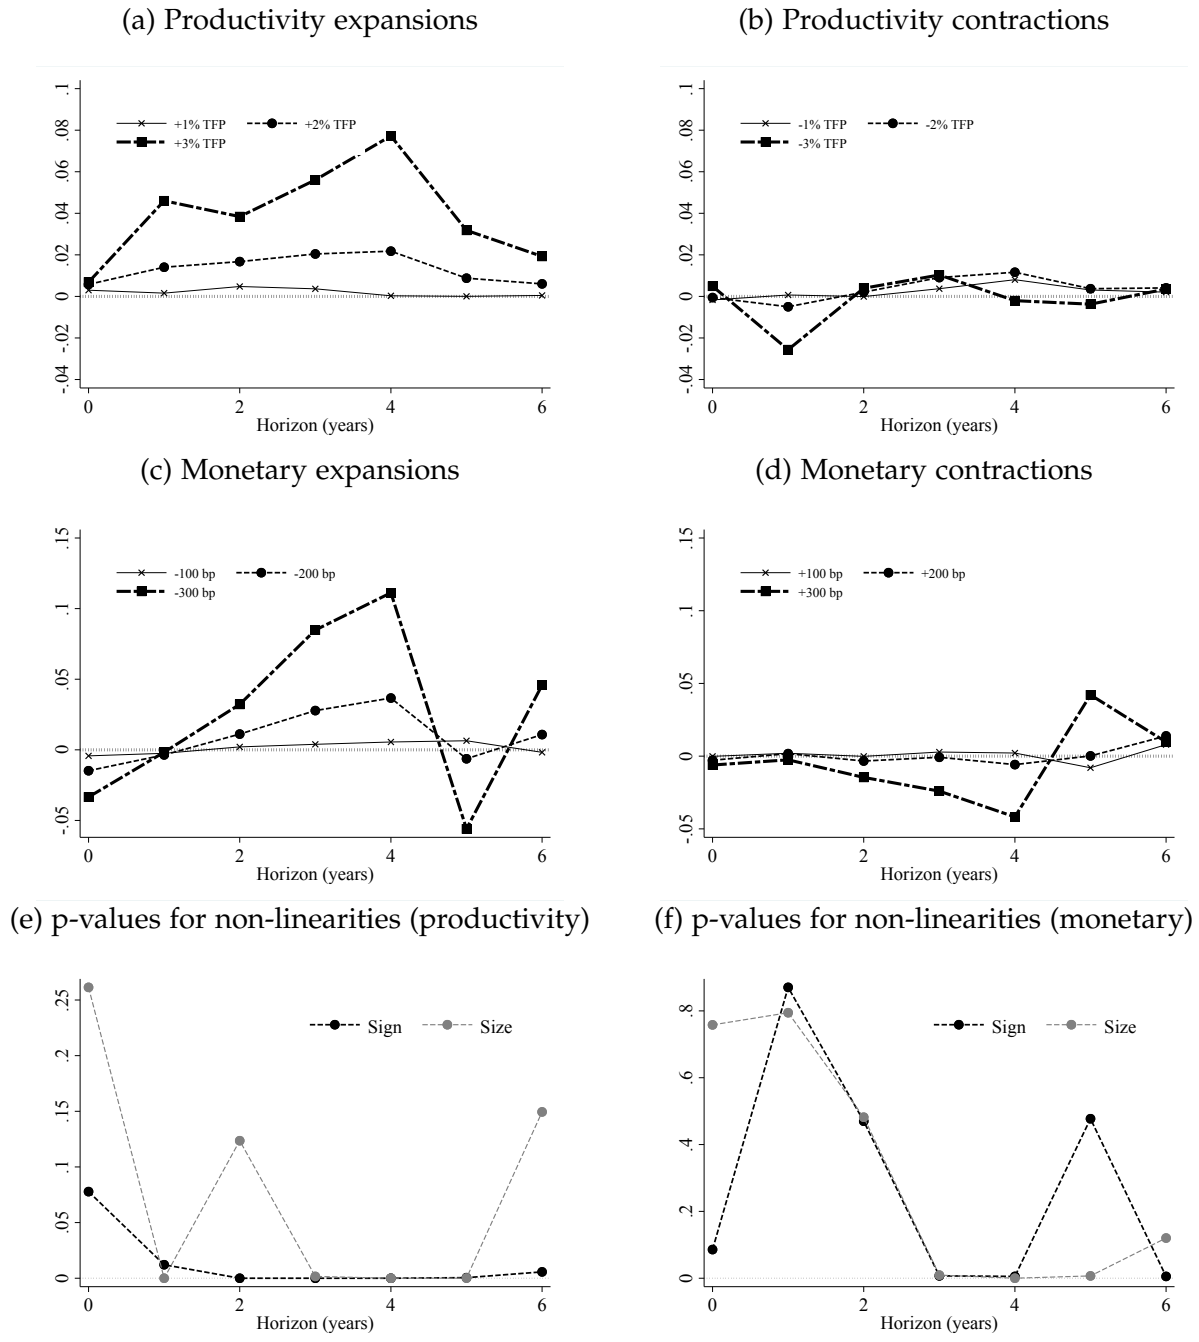 (a) Productivity expansions
(b) Productivity contractions
+1% TFP
+2% TFP
+3% TFP
.1
.08
.06
.04
.02
0
-.02
-.04
0
2
4
6
Horizon (years)
-1% TFP
-2% TFP
-3% TFP
.1
.08
.06
.04
.02
0
-.02
-.04
0
2
4
6
Horizon (years)
(c) Monetary expansions
(d) Monetary contractions
-100 bp
-200 bp
-300 bp
.15
.1
.05
0
-.05
0
2
4
6
Horizon (years)
+100 bp
+200 bp
+300 bp
.15
.1
.05
0
-.05
0
2
4
6
Horizon (years)
(e) p-values for non-linearities (productivity)
(f) p-values for non-linearities (monetary)
Sign
Size
.25
.2
.15
.1
.05
0
0
2
4
6
Horizon (years)
Sign
Size
.8
.6
.4
.2
0
0
2
4
6
Horizon (years)